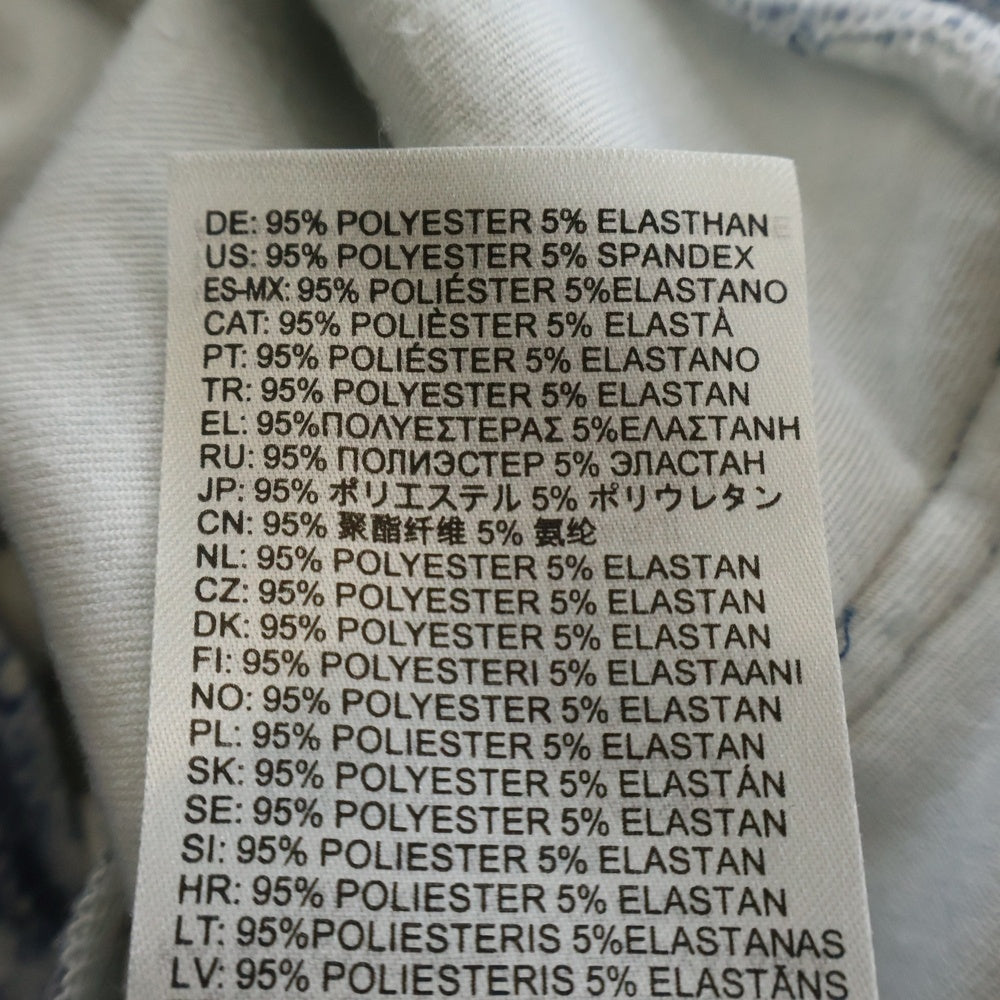 DE: 95% POLYESTER 5% ELASTHAN
US: 95% POLYESTER 5% SPANDEX
ES-MX: 95% POLIÉSTER 5%ELASTANO
CAT: 95% POLIÈSTER 5% ELASTÀ
PT: 95% POLIÉSTER 5% ELASTANO
TR: 95% POLYESTER 5% ELASTAN
EL: 95%ΠΟΛΥΕΣΤΕΡΑΣ 5%ΕΛΑΣΤΑΝΗ
RU: 95% ПОЛИЭСТЕР 5% ЭЛАСТАН
JP: 95% ポリエステル 5% ポリウレタン
CN: 95% 聚酯纤维 5% 氨纶
NL: 95% POLYESTER 5% ELASTAN
CZ: 95% POLYESTER 5% ELASTAN
DK: 95% POLYESTER 5% ELASTAN
FI: 95% POLYESTERI 5% ELASTAANI
NO: 95% POLYESTER 5% ELASTAN
PL: 95% POLIESTER 5% ELASTAN
SK: 95% POLYESTER 5% ELASTÁN
SE: 95% POLYESTER 5% ELASTAN
SI: 95% POLIESTER 5% ELASTAN
HR: 95% POLIESTER 5% ELASTAN
LT: 95%POLIESTERIS 5%ELASTANAS
LV: 95% POLIESTERIS 5% ELASTĀNS